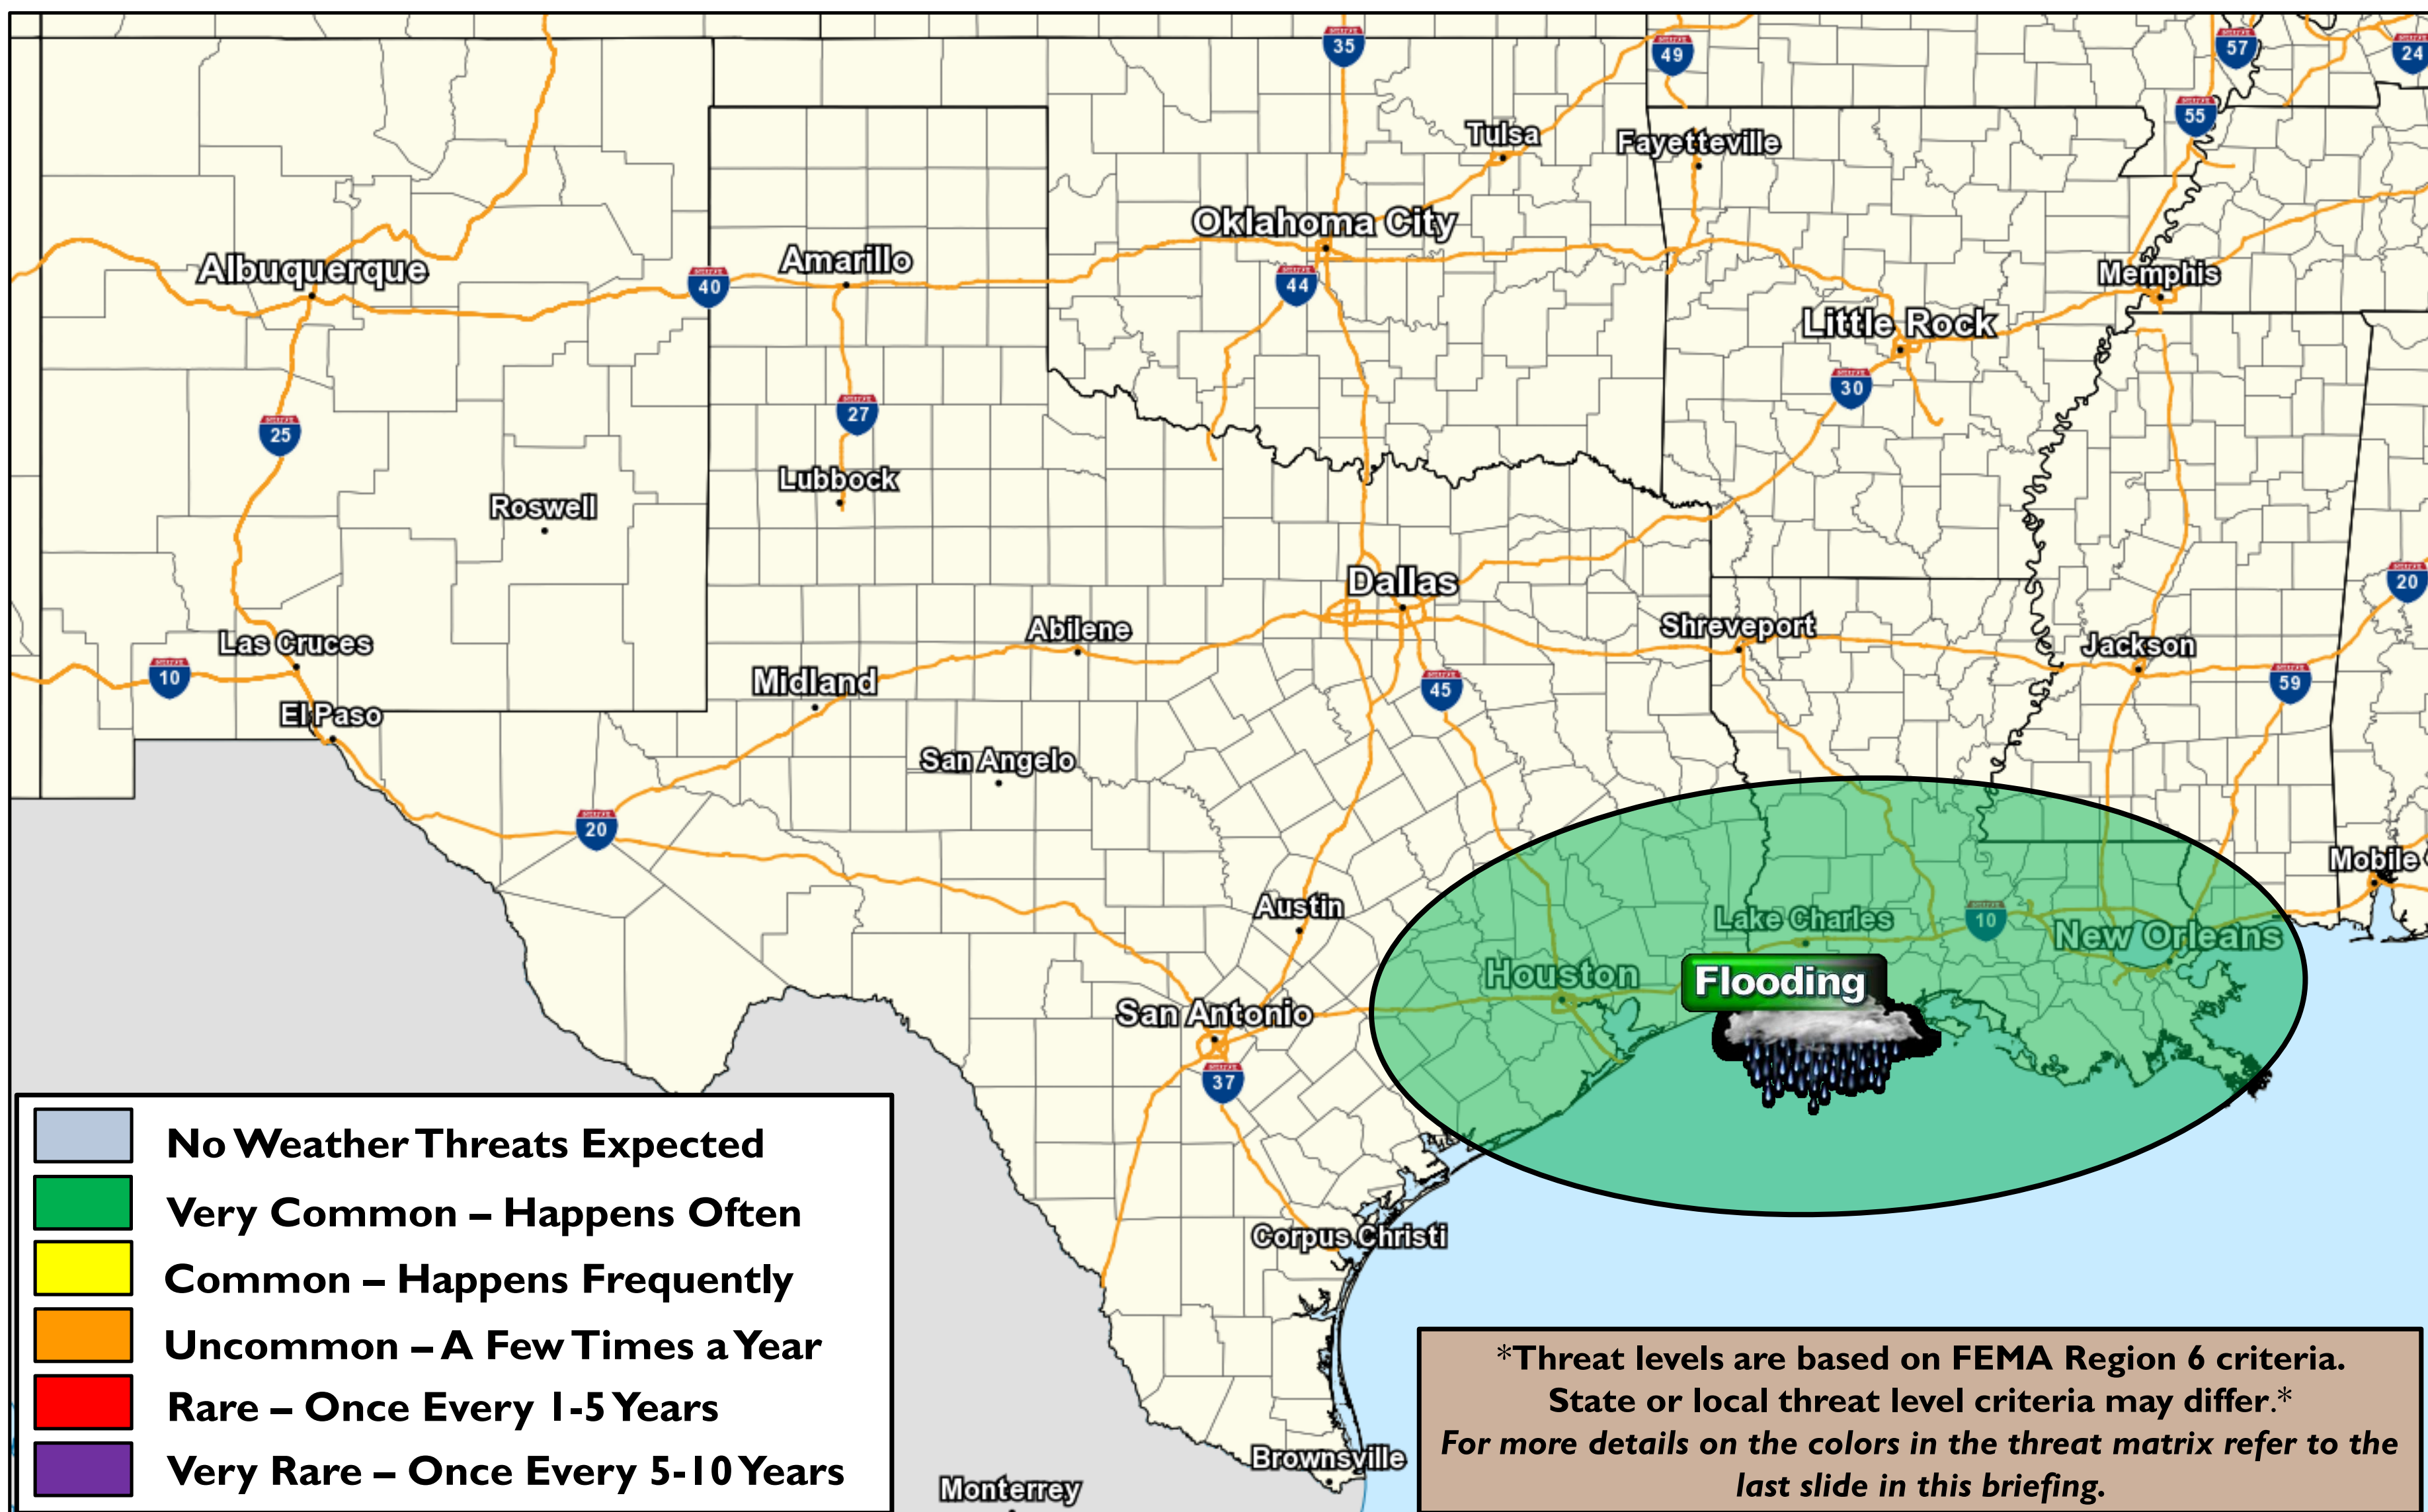 35
49
57
24
55
Tulsa
Fayetteville
Oklahoma City
Albuquerque
Amarillo
40
44
Memphis
Little Rock
30
27
25
Lubbock
Roswell
Dallas
20
Abilene
Shreveport
Las Cruces
Jackson
10
Midland
45
59
El Paso
San Angelo
20
Mobile
Austin
Lake Charles
10
New Orleans
Houston
Flooding
San Antonio
37
Corpus Christi
Brownsville
Monterrey
No Weather Threats Expected
Very Common – Happens Often
Common – Happens Frequently
Uncommon – A Few Times a Year
Rare – Once Every 1-5 Years
Very Rare – Once Every 5-10 Years
*Threat levels are based on FEMA Region 6 criteria.
State or local threat level criteria may differ.*
For more details on the colors in the threat matrix refer to the
last slide in this briefing.